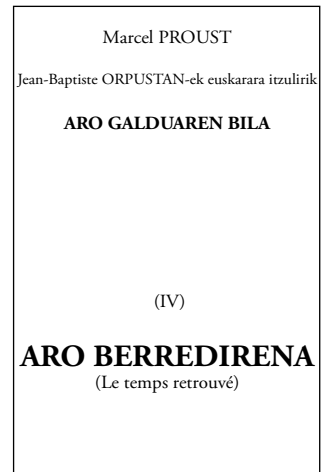 Marcel PROUST
Jean-Baptiste ORPUSTAN-ek euskarara itzulirik
ARO GALDUAREN BILA
(IV)
ARO BERREDIRENA
(Le temps retrouvé)